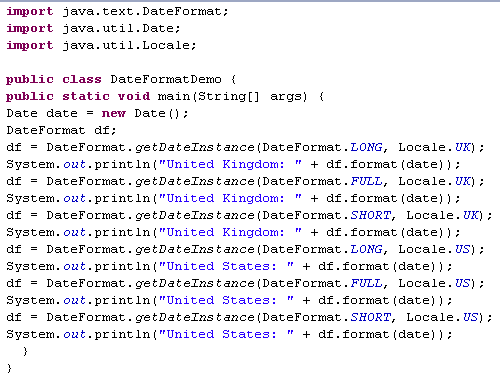 import java.text.DateFormat;
import java.util.Date;
import java.util.Locale;

public class DateFormatDemo {
public static void main(String[] args) {
Date date = new Date();
DateFormat df;
df = DateFormat.getDateInstance(DateFormat.LONG, Locale.UK);
System.out.println("United Kingdom: " + df.format(date));
df = DateFormat.getDateInstance(DateFormat.FULL, Locale.UK);
System.out.println("United Kingdom: " + df.format(date));
df = DateFormat.getDateInstance(DateFormat.SHORT, Locale.UK);
System.out.println("United Kingdom: " + df.format(date));
df = DateFormat.getDateInstance(DateFormat.LONG, Locale.US);
System.out.println("United States: " + df.format(date));
df = DateFormat.getDateInstance(DateFormat.FULL, Locale.US);
System.out.println("United States: " + df.format(date));
df = DateFormat.getDateInstance(DateFormat.SHORT, Locale.US);
System.out.println("United States: " + df.format(date));
  }
}